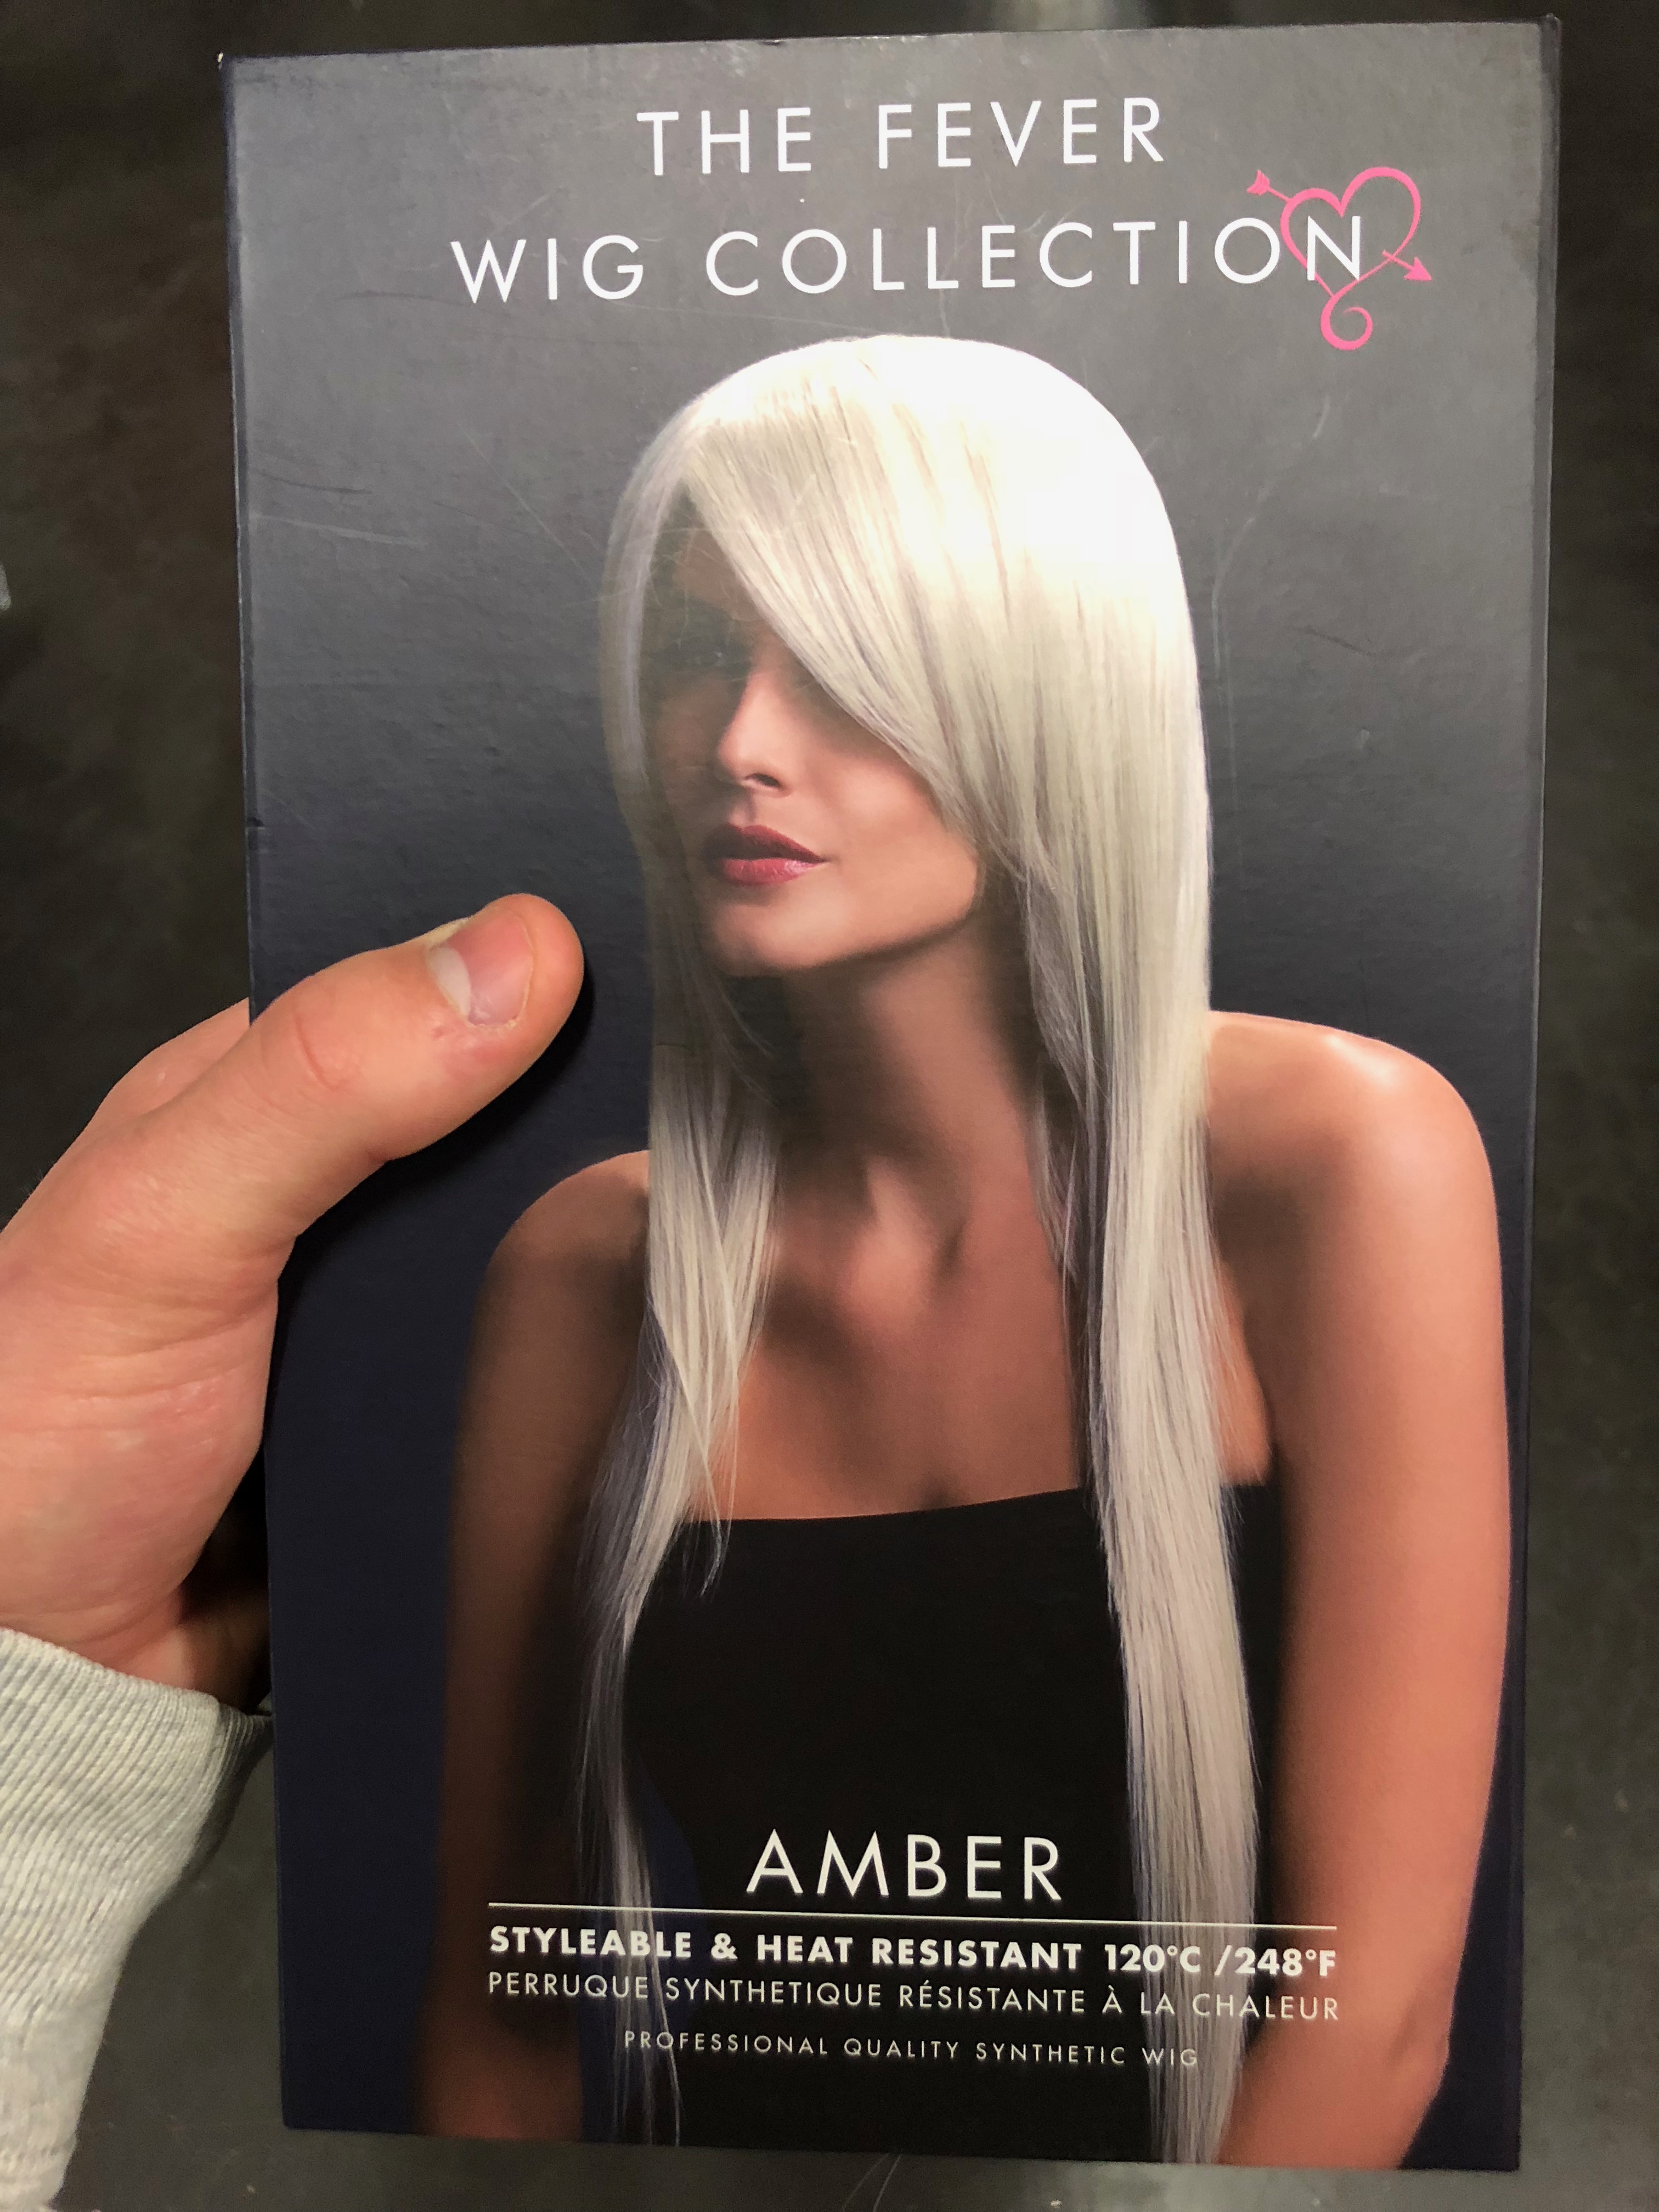 THE FEVER
WIG COLLECTION
AMBER
STYLEABLE & HEAT RESISTANT 120°C /248°F
PERRUQUE SYNTHETIQUE RÉSISTANTE À LA CHALEUR
PROFESSIONAL QUALITY SYNTHETIC WIG